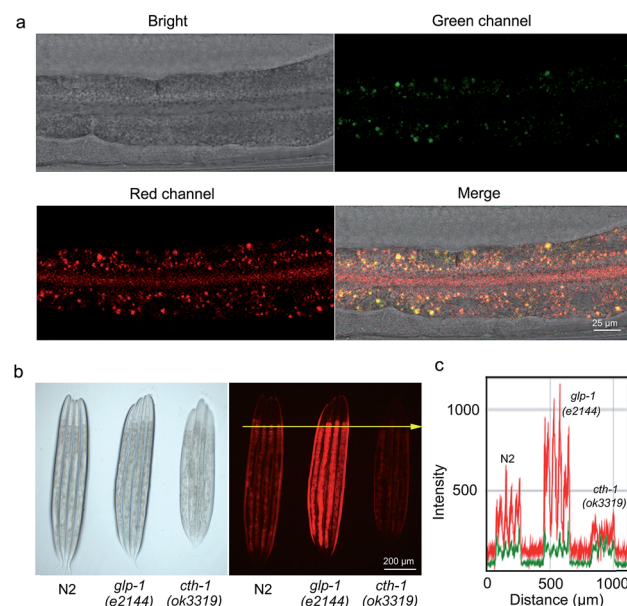 a
Bright
Green channel
Red channel
Merge
25 μm
b
N2
glp-1
(e2144)
cth-1
(ok3319)
N2
glp-1
(e2144)
cth-1
(ok3319)
200 μm
c
1000
500
0
Intensity
N2
glp-1
(e2144)
cth-1
(ok3319)
0
500
1000
Distance (μm)